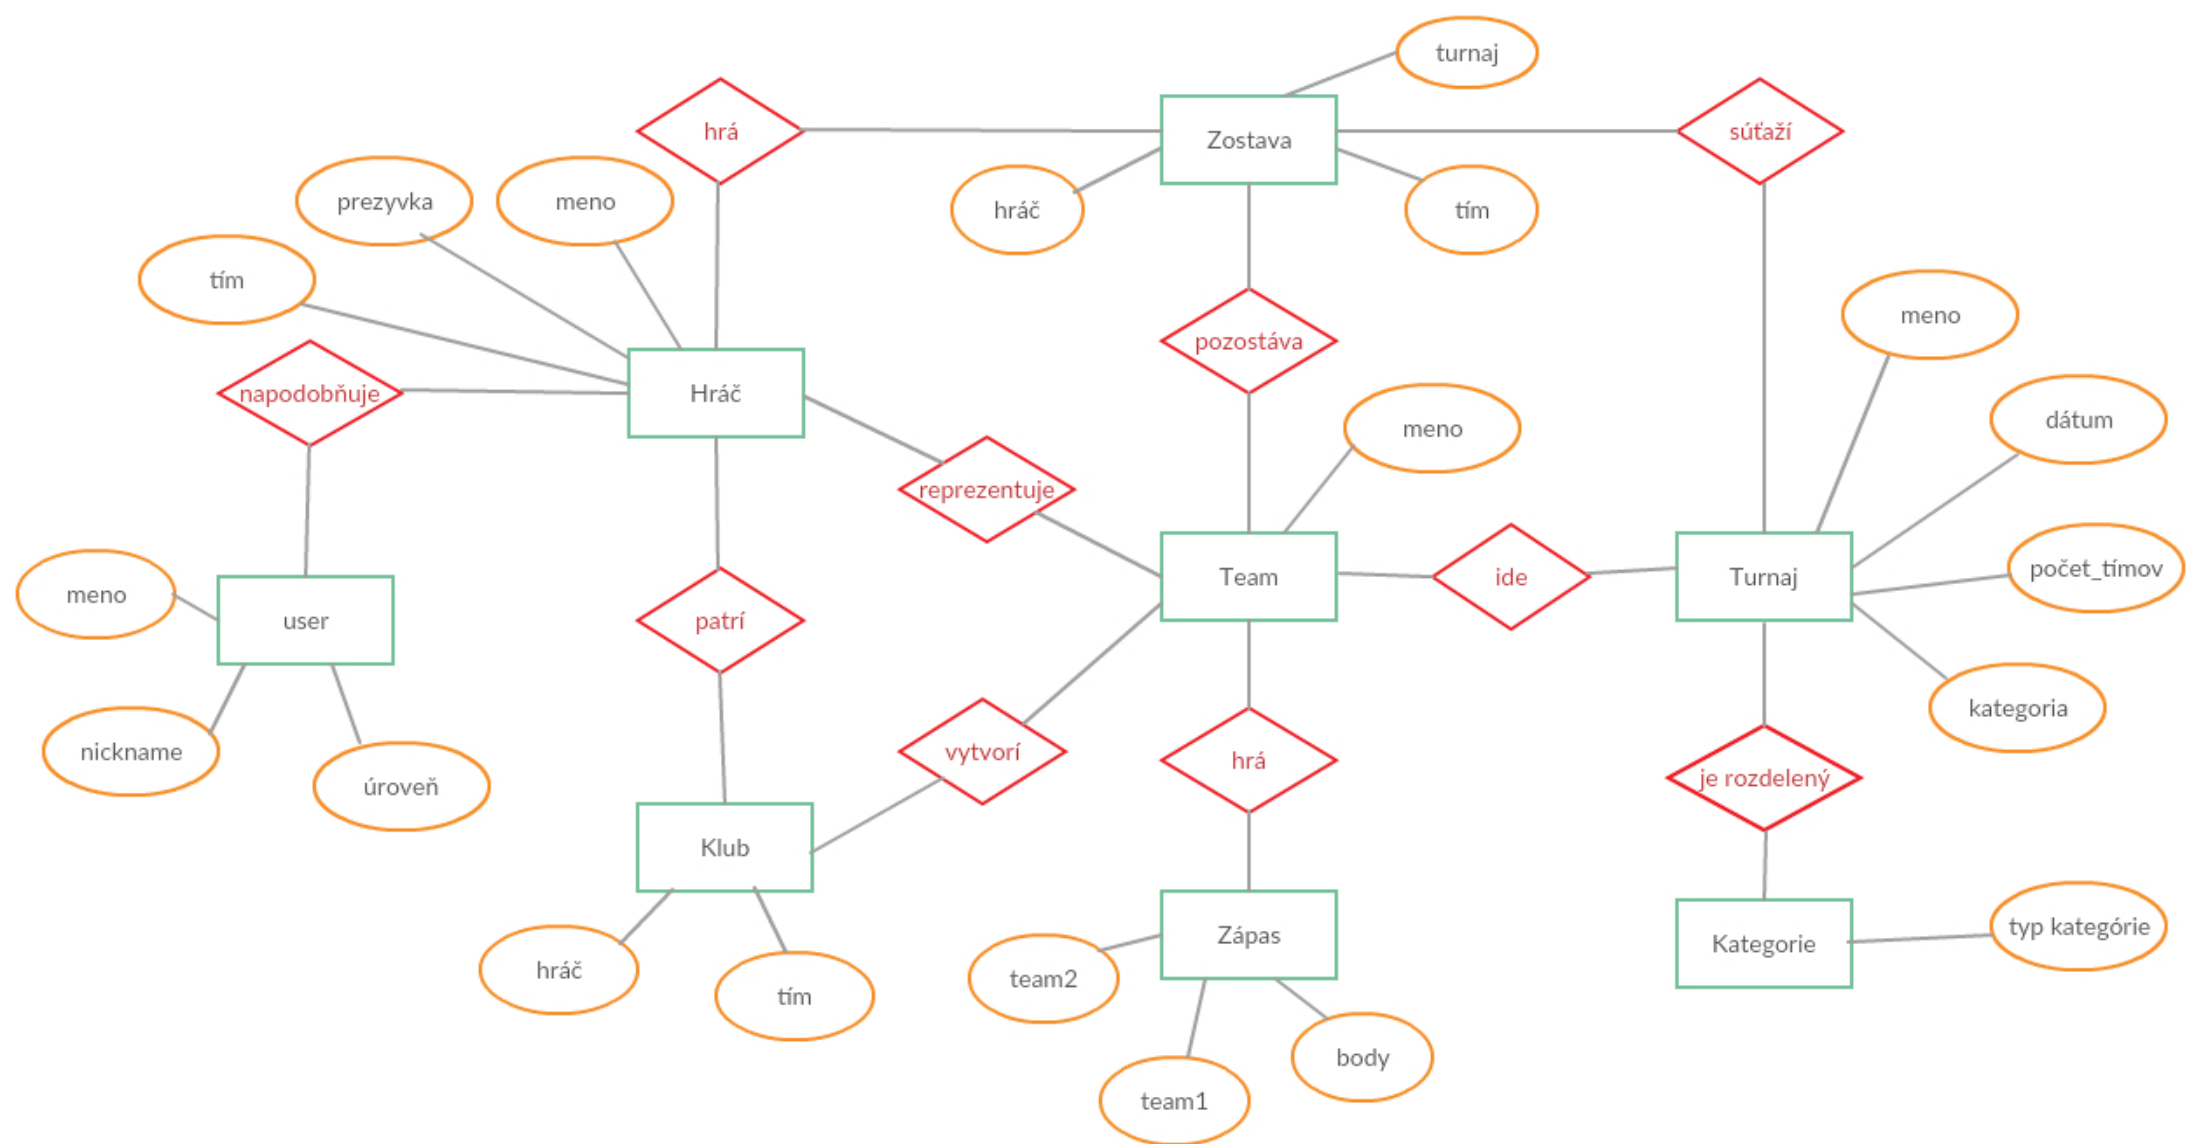 turnaj
hrá
Zostava
súťaží
prezyvka
meno
hráč
tím
tím
meno
pozostáva
napodobňuje
Hráč
meno
dátum
reprezentuje
Team
ide
Turnaj
počet_tímov
meno
user
patrí
kategoria
nickname
úroveň
vytvorí
hrá
je rozdelený
Klub
Zápas
Kategorie
typ kategórie
hráč
tím
team2
body
team1